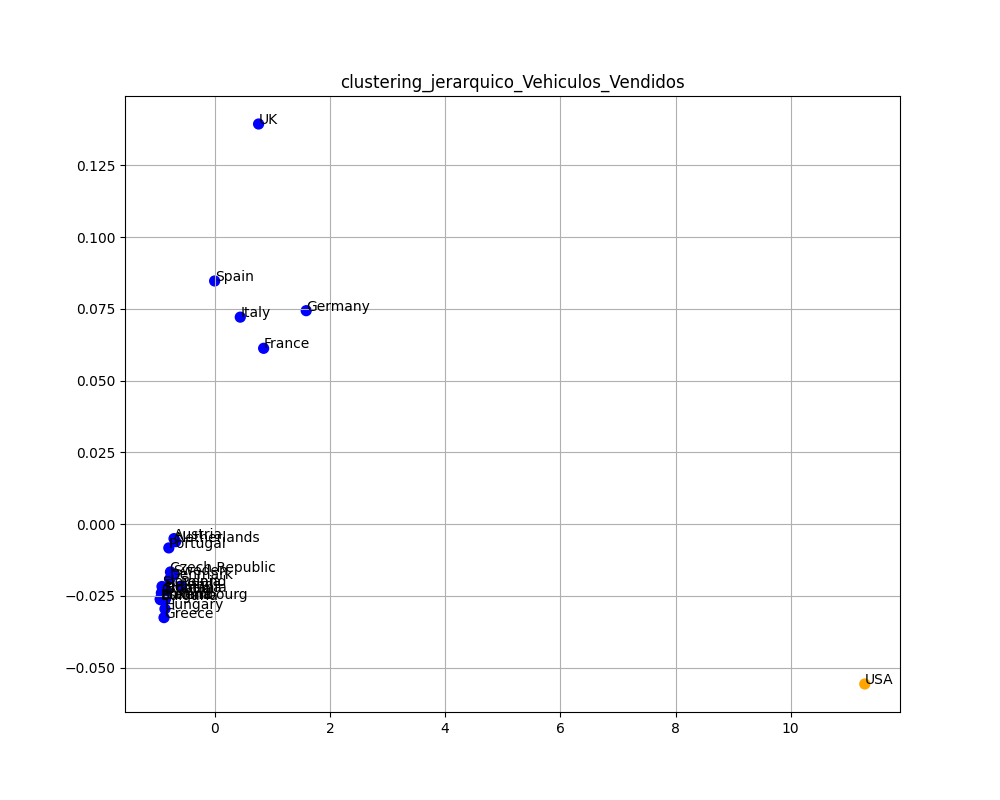 clustering_jerarquico_Vehiculos_Vendidos
UK
0.125
0.100
Spain
0.075
Germany
Italy
France
0.050
0.025
0.000
Austria
Netherlands
Portugal
Czech Republic
Sweden
Denmark
−0.025
Hungary
Greece
−0.050
USA
0 2 4 6 8 10